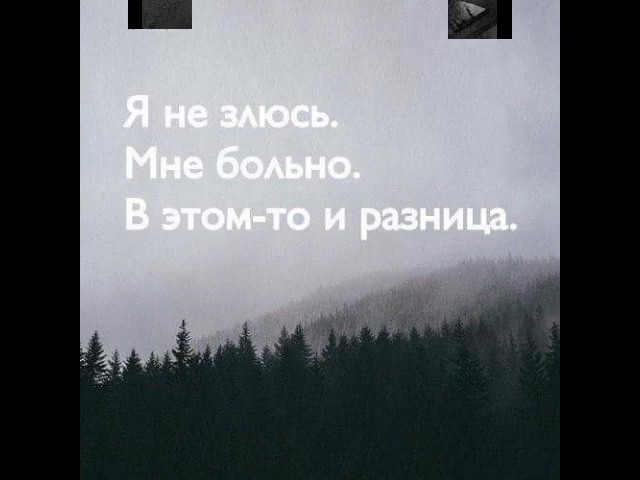 Я не злюсь.
Мне больно.
В этом-то и разница.